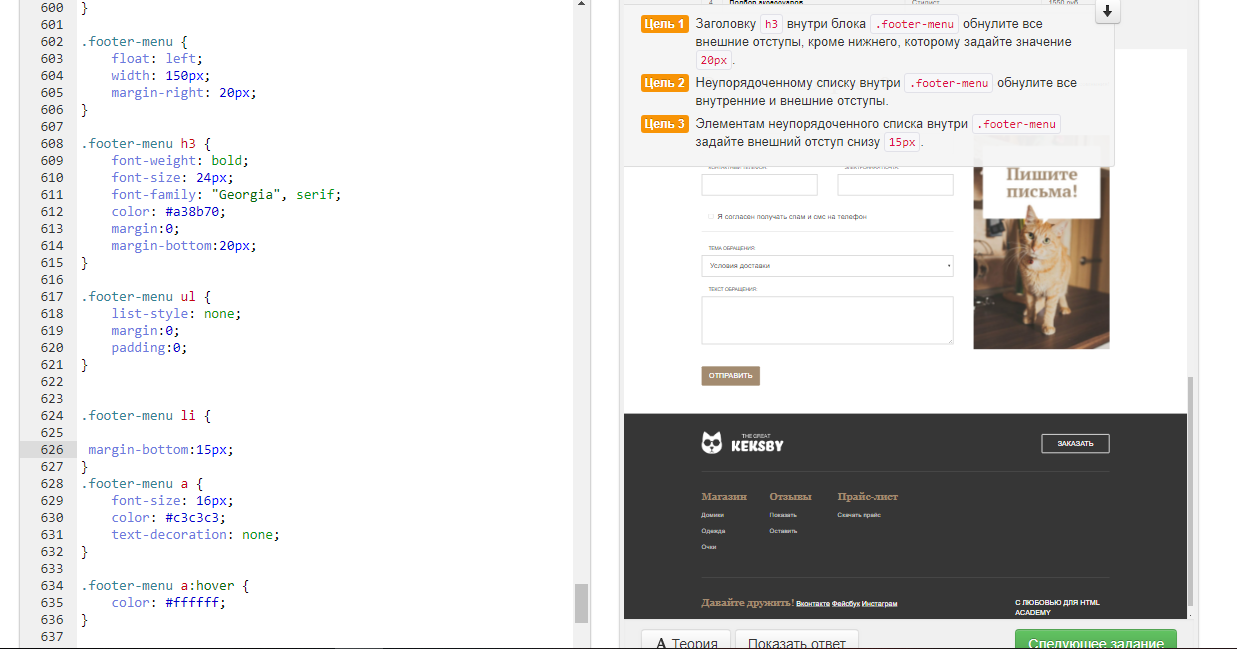 600 }
601
602 .footer-menu {
603 float: left;
604 width: 150px;
605 margin-right: 20px;
606 }
607
608 .footer-menu h3 {
609 font-weight: bold;
610 font-size: 24px;
611 font-family: "Georgia", serif;
612 color: #a38b70;
613 margin:0;
614 margin-bottom:20px;
615 }
616
617 .footer-menu ul {
618 list-style: none;
619 margin:0;
620 padding:0;
621 }
622
623
624 .footer-menu li {
625
626 margin-bottom:15px;
627 }
628 .footer-menu a {
629 font-size: 16px;
630 color: #c3c3c3;
631 text-decoration: none;
632 }
633
634 .footer-menu a:hover {
635 color: #ffffff;
636 }
637
Цель 1 Заголовку h3 внутри блока .footer-menu обнулите все
внешние отступы, кроме нижнего, которому задайте значение
20px.
Цель 2 Неупорядоченному списку внутри .footer-menu обнулите все
внутренние и внешние отступы.
Цель 3 Элементам неупорядоченного списка внутри .footer-menu
задайте внешний отступ снизу 15px.
Пишите
письма!
Я согласен получать спам и смс на телефон
ТЕМА ОБРАЩЕНИЯ:
Условия доставки
ТЕКСТ ОБРАЩЕНИЯ:
ОТПРАВИТЬ
THE GREAT
KEKSBY
ЗАКАЗАТЬ
Магазин Отзывы Прайс-лист
Домики Показать Скачать прайс
Одежда Оставить
Очки
Давайте дружить! Вконтакте Фейсбук Инстаграм
С ЛЮБОВЬЮ ДЛЯ HTML
ACADEMY
А Теория Показать ответ Следующее задание